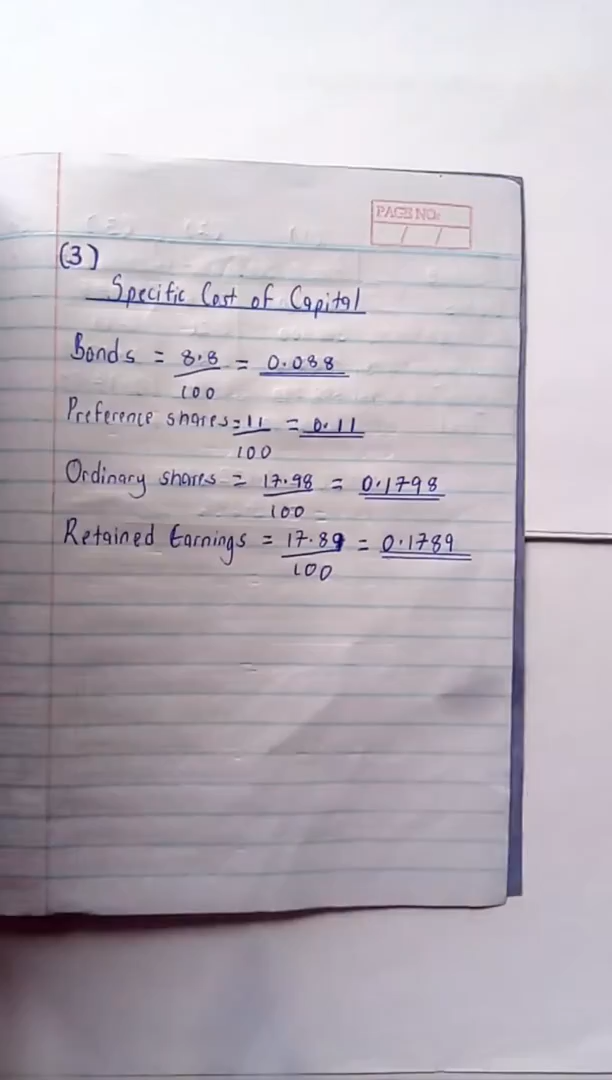 PAGE NO:
/ /
(3)
Specific Cost of Capital
Bonds = 8.8/100 = 0.088
Preference shares = 11/100 = 0.11
Ordinary shares = 17.98/100 = 0.1798
Retained Earnings = 17.89/100 = 0.1789